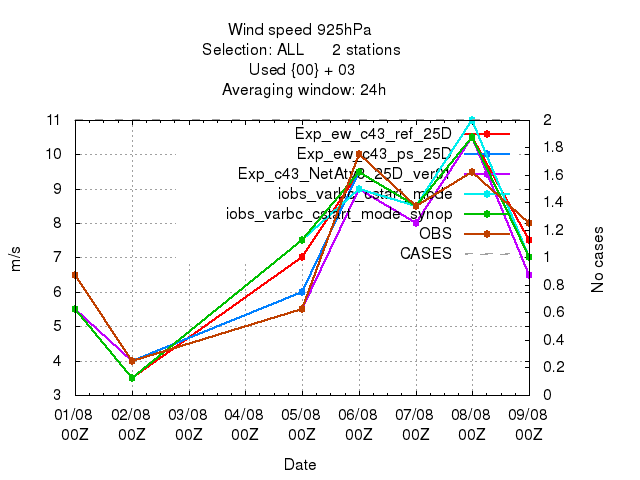 Wind speed 925hPa
Selection: ALL 2 stations
Used {00} + 03
Averaging window: 24h
11 2
Exp_ew_c43_ref_25D 1.8
10 Exp_ew_c43_ps_25D 1.6
9 Exp_c43_NetAtm_25D_ver01 1.4
iobs_varbc_cstart_mode
8 iobs_varbc_cstart_mode_synop 1.2
OBS
7 CASES 1
m/s No cases
6 0.8
5 0.6
4 0.4
0.2
3 0
01/08 02/08 03/08 04/08 05/08 06/08 07/08 08/08 09/08
00Z 00Z 00Z 00Z 00Z 00Z 00Z 00Z 00Z
Date